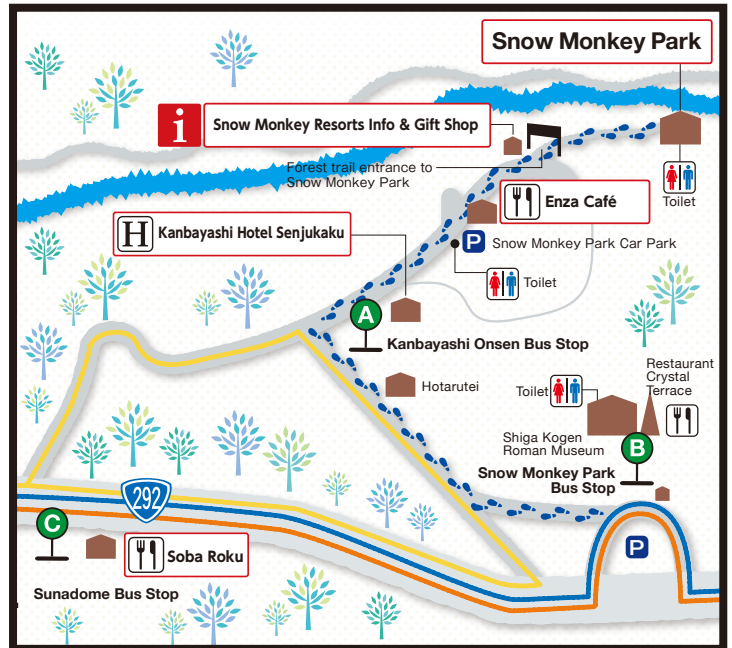 Snow Monkey Park
i
Snow Monkey Resorts Info & Gift Shop
Forest trail entrance to
Snow Monkey Park
Toilet
Enza Café
H
Kanbayashi Hotel Senjukaku
P
Snow Monkey Park Car Park
Toilet
A
Kanbayashi Onsen Bus Stop
Hotarutei
Restaurant
Crystal
Terrace
Toilet
Shiga Kogen
Roman Museum
B
Snow Monkey Park
Bus Stop
292
C
Soba Roku
P
Sunadome Bus Stop